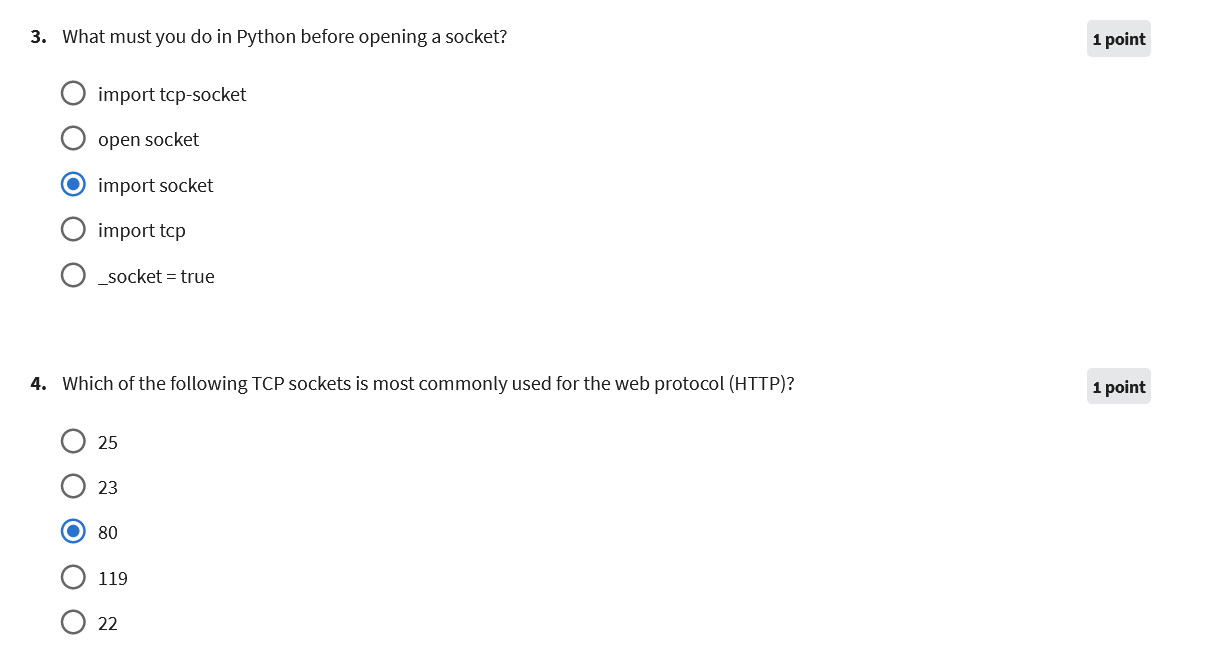 3. What must you do in Python before opening a socket?
1 point
import tcp-socket
open socket
import socket
import tcp
_socket = true
4. Which of the following TCP sockets is most commonly used for the web protocol (HTTP)?
1 point
25
23
80
119
22